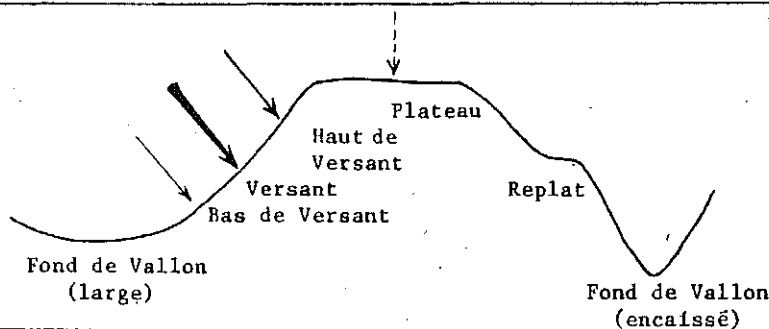 Plateau
Haut de
Versant
Versant
Bas de Versant
Replat
Fond de Vallon
(large)
Fond de Vallon
(encaissé)